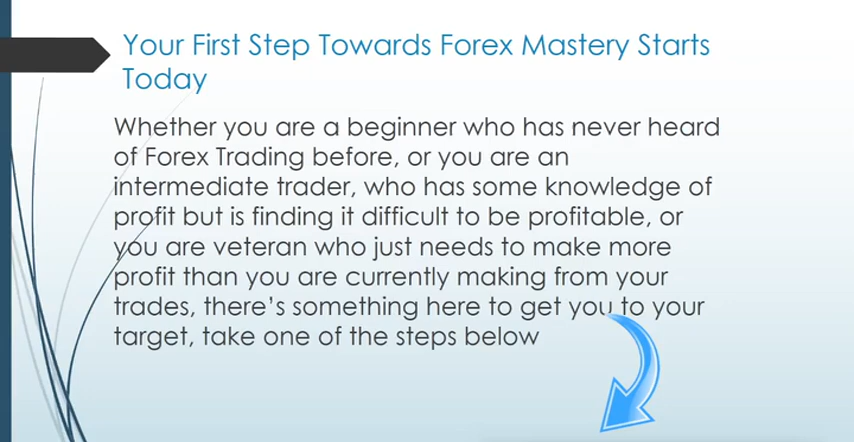 Your First Step Towards Forex Mastery Starts
Today
Whether you are a beginner who has never heard
of Forex Trading before, or you are an
intermediate trader, who has some knowledge of
profit but is finding it difficult to be profitable, or
you are veteran who just needs to make more
profit than you are currently making from your
trades, there's something here to get you to your
target, take one of the steps below